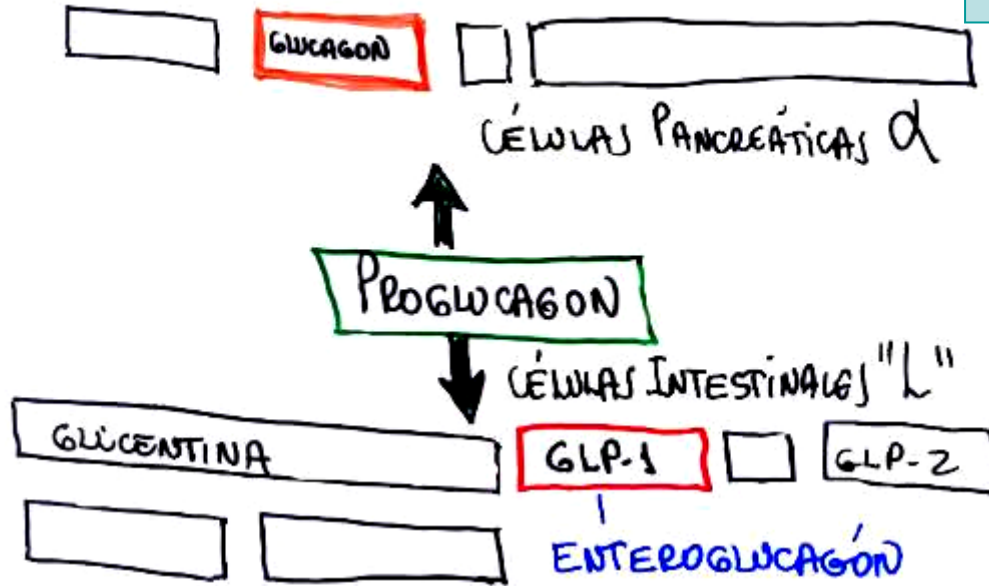 GLUCAGON
CÉLULAS PANCREÁTICAS α
PROGLUCAGON
CÉLULAS INTESTINALES "L"
GLICENTINA
GLP-1
GLP-2
ENTEROGLUCAGÓN